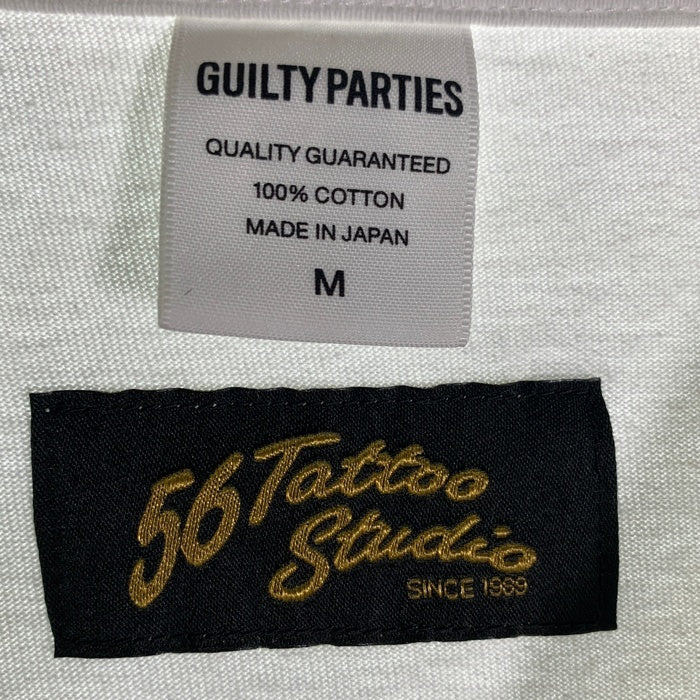 GUILTY PARTIES
QUALITY GUARANTEED
100% COTTON
MADE IN JAPAN
M
56 Tattoo
Studio
SINCE 1989